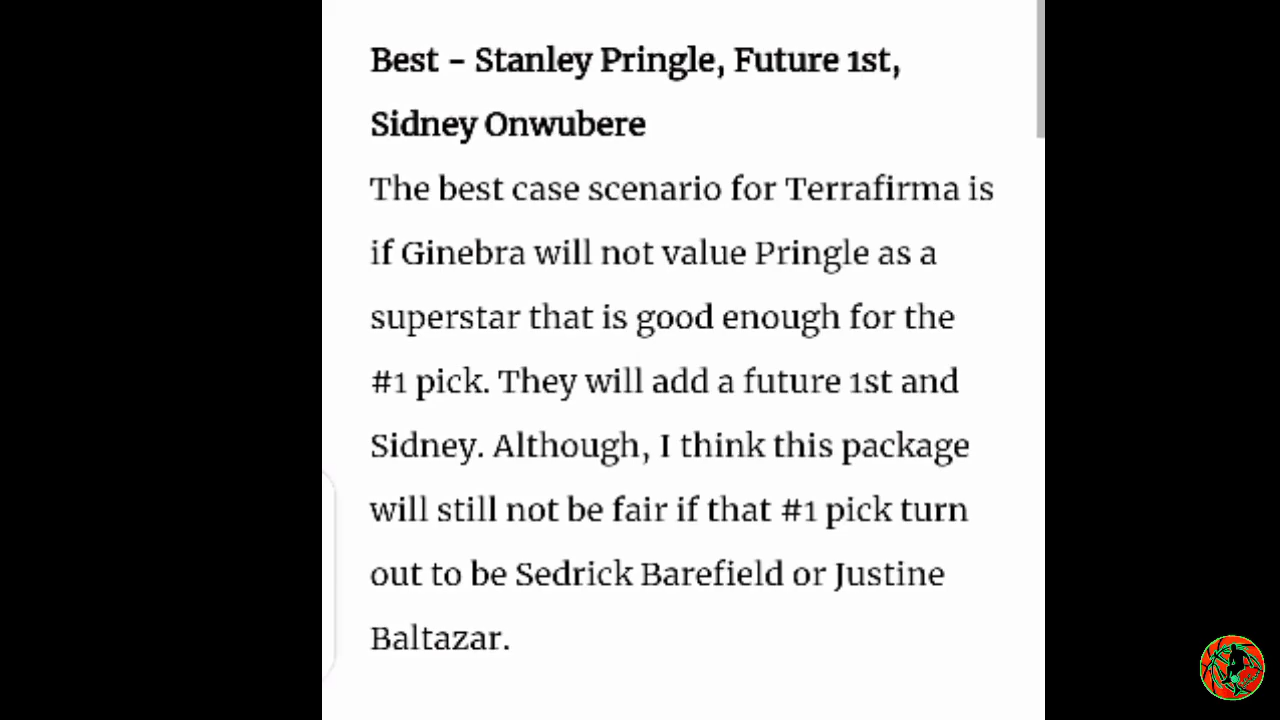 Best – Stanley Pringle, Future 1st,
Sidney Onwubere
The best case scenario for Terrafirma is
if Ginebra will not value Pringle as a
superstar that is good enough for the
#1 pick. They will add a future 1st and
Sidney. Although, I think this package
will still not be fair if that #1 pick turn
out to be Sedrick Barefield or Justine
Baltazar.